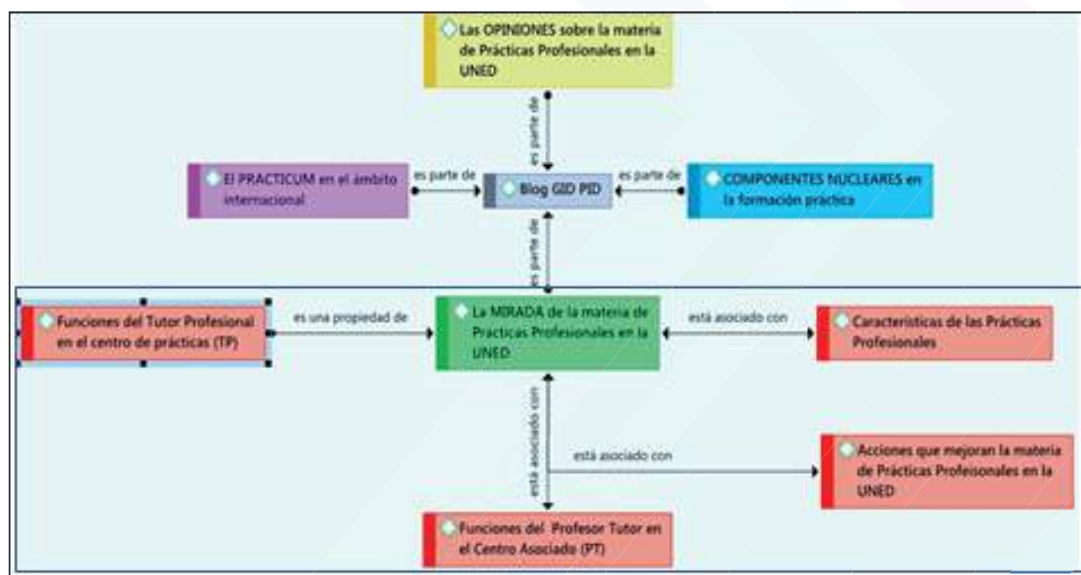 Las OPINIONES sobre la materia
de Prácticas Profesionales en la
UNED
es parte de
El PRACTICUM en el ámbito
internacional
es parte de
Blog GID PID
es parte de
COMPONENTES NUCLEARES en
la formación práctica
es parte de
Funciones del Tutor Profesional
en el centro de prácticas (TP)
es una propiedad de
La MIRADA de la materia de
Practicas Profesionales en la
UNED
está asociado con
Características de las Prácticas
Profesionales
está asociado con
está asociado con
Acciones que mejoran la materia
de Prácticas Profeisonales en la
UNED
Funciones del Profesor Tutor en
el Centro Asociado (PT)